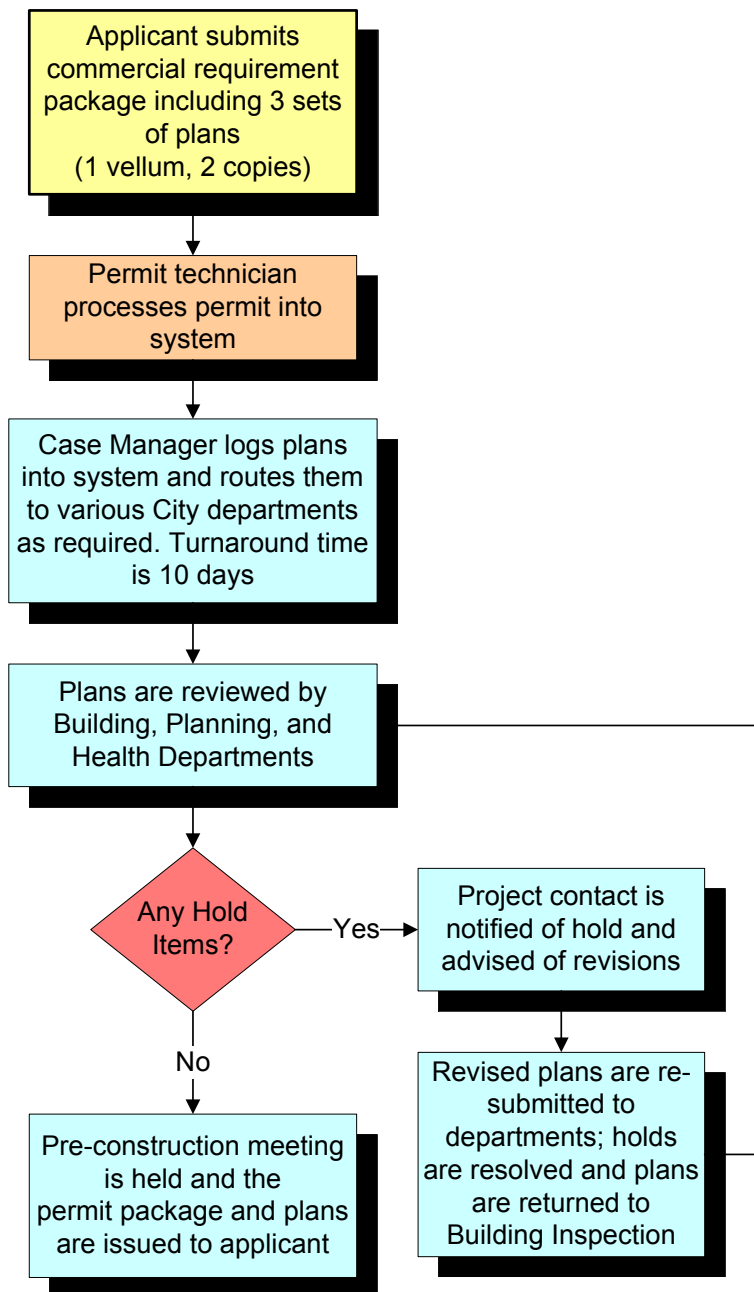 Applicant submits
commercial requirement
package including 3 sets
of plans
(1 vellum, 2 copies)
Permit technician
processes permit into
system
Case Manager logs plans
into system and routes them
to various City departments
as required. Turnaround time
is 10 days
Plans are reviewed by
Building, Planning, and
Health Departments
Any Hold
Items?
Yes
Project contact is
notified of hold and
advised of revisions
No
Revised plans are re-
submitted to
departments; holds
are resolved and plans
are returned to
Building Inspection
Pre-construction meeting
is held and the
permit package and plans
are issued to applicant